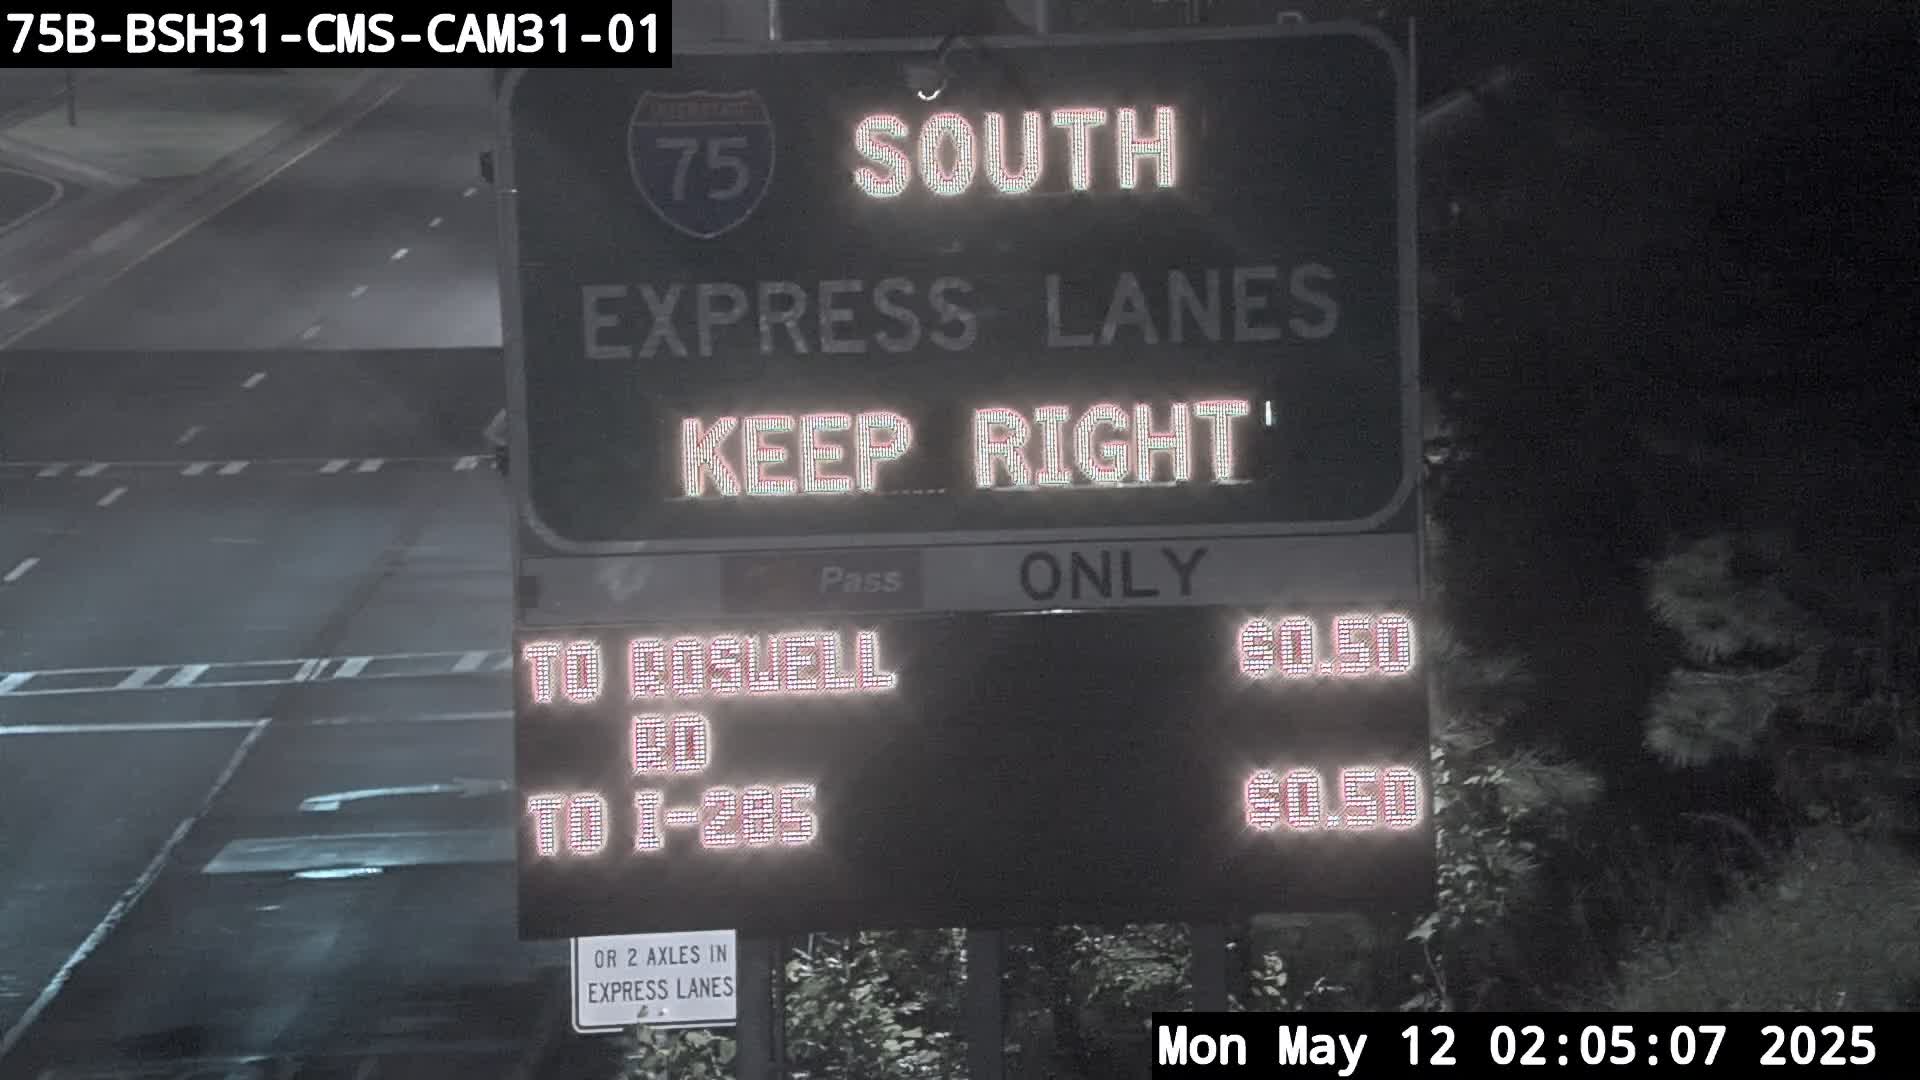 75B-BSH31-CMS-CAM31-01
INTERSTATE
75
SOUTH
EXPRESS LANES
KEEP RIGHT
Pass ONLY
TO ROSWELL $0.50
RD
TO I-285 $0.50
OR 2 AXLES IN
EXPRESS LANES
Mon May 12 02:05:07 2025